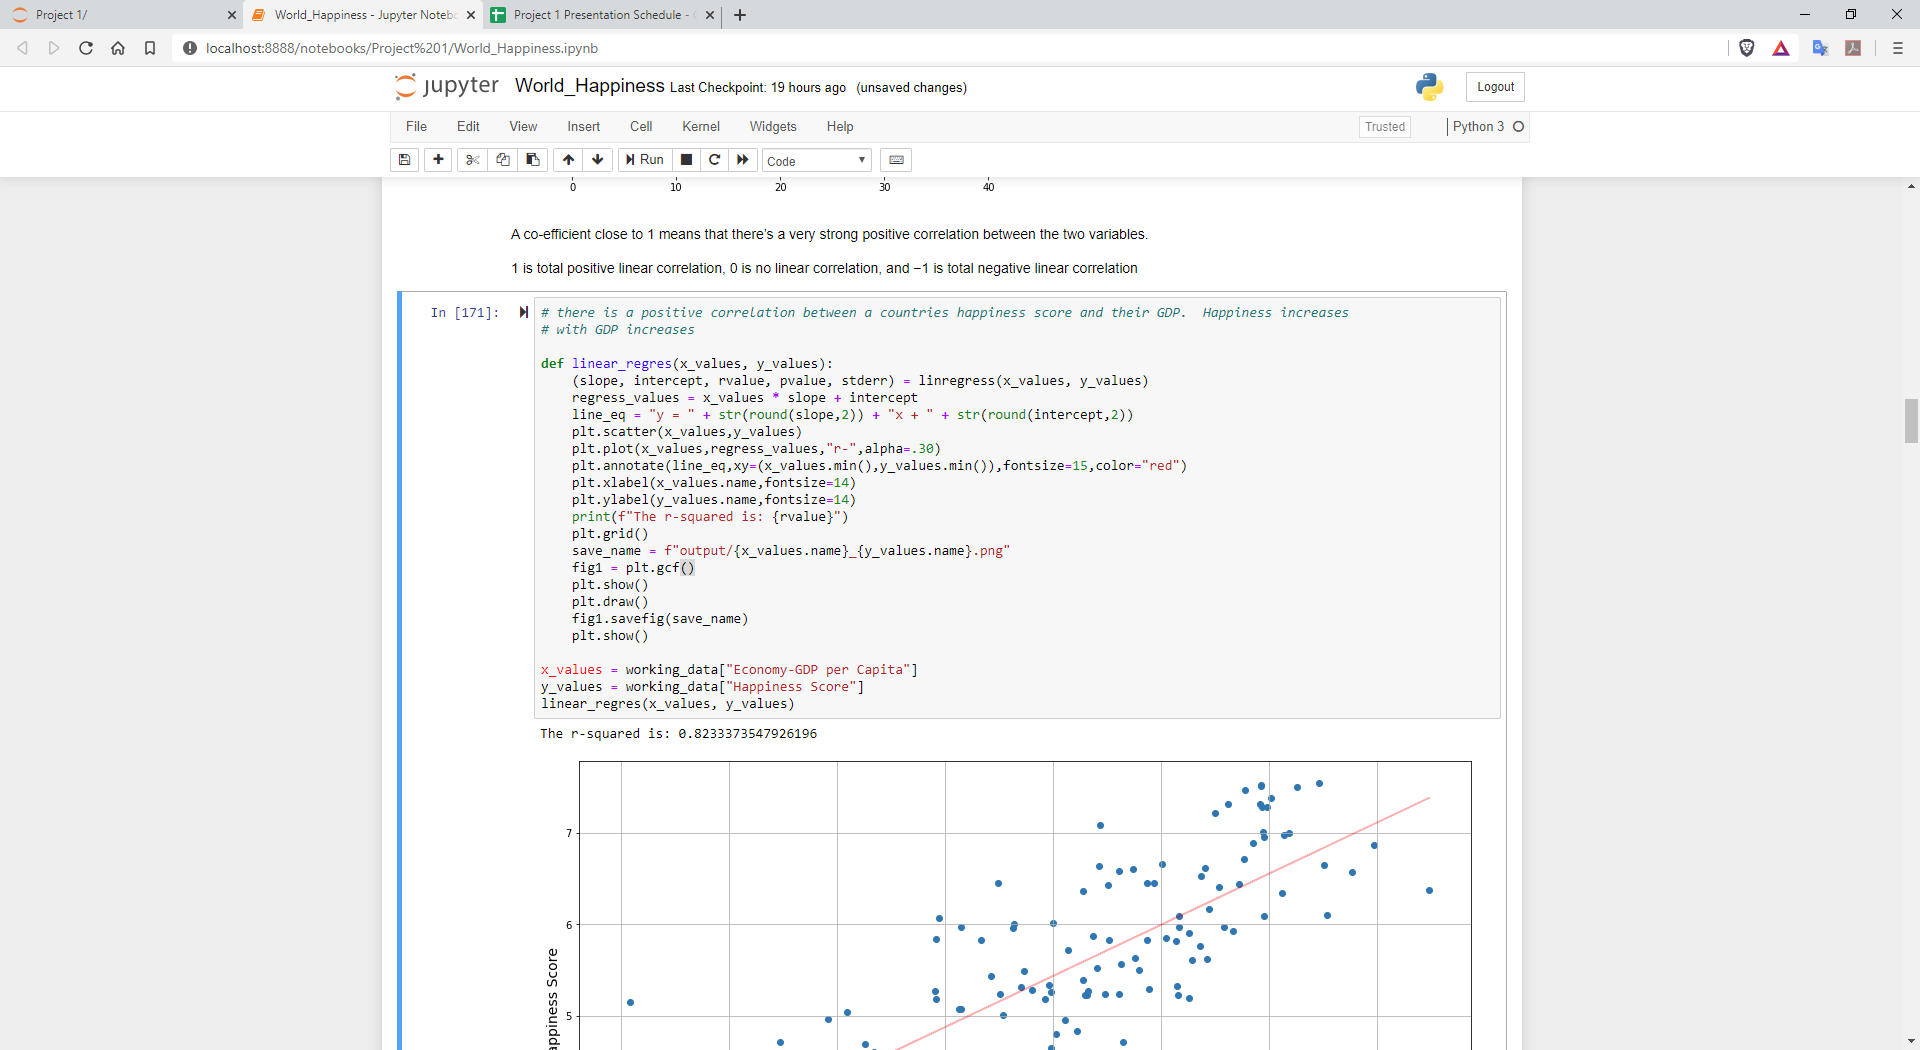 Project 1/
World_Happiness - Jupyter Notebo
Project 1 Presentation Schedule -
localhost:8888/notebooks/Project%201/World_Happiness.ipynb
jupyter World_Happiness Last Checkpoint: 19 hours ago (unsaved changes)
Logout
File Edit View Insert Cell Kernel Widgets Help
Trusted
Python 3
Run
Code
0 10 20 30 40
A co-efficient close to 1 means that there's a very strong positive correlation between the two variables.
1 is total positive linear correlation, 0 is no linear correlation, and −1 is total negative linear correlation
In [171]:
# there is a positive correlation between a countries happiness score and their GDP.  Happiness increases
# with GDP increases
def linear_regres(x_values, y_values):
    (slope, intercept, rvalue, pvalue, stderr) = linregress(x_values, y_values)
    regress_values = x_values * slope + intercept
    line_eq = "y = " + str(round(slope,2)) + "x + " + str(round(intercept,2))
    plt.scatter(x_values,y_values)
    plt.plot(x_values,regress_values,"r-",alpha=.30)
    plt.annotate(line_eq,xy=(x_values.min(),y_values.min()),fontsize=15,color="red")
    plt.xlabel(x_values.name,fontsize=14)
    plt.ylabel(y_values.name,fontsize=14)
    print(f"The r-squared is: {rvalue}")
    plt.grid()
    save_name = f"output/{x_values.name}_{y_values.name}.png"
    fig1 = plt.gcf()
    plt.show()
    plt.draw()
    fig1.savefig(save_name)
    plt.show()
x_values = working_data["Economy-GDP per Capita"]
y_values = working_data["Happiness Score"]
linear_regres(x_values, y_values)
The r-squared is: 0.8233373547926196
7
6
5
appiness Score